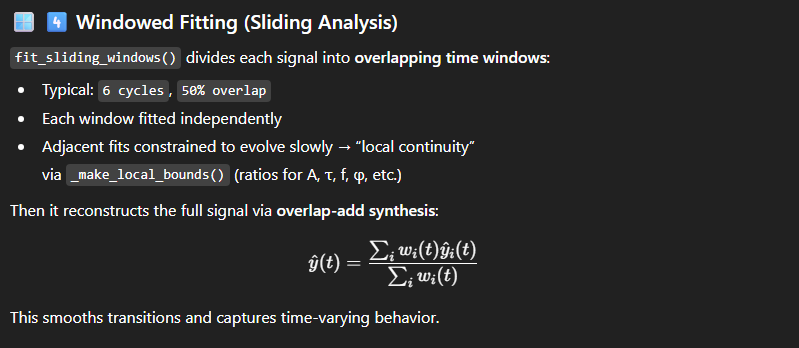 4 Windowed Fitting (Sliding Analysis)
fit_sliding_windows() divides each signal into overlapping time windows:
• Typical: 6 cycles, 50% overlap
• Each window fitted independently
• Adjacent fits constrained to evolve slowly → “local continuity”
via _make_local_bounds() (ratios for A, τ, f, φ, etc.)
Then it reconstructs the full signal via overlap-add synthesis:
ŷ(t) = ∑ᵢ wᵢ(t)ŷᵢ(t) / ∑ᵢ wᵢ(t)
This smooths transitions and captures time-varying behavior.